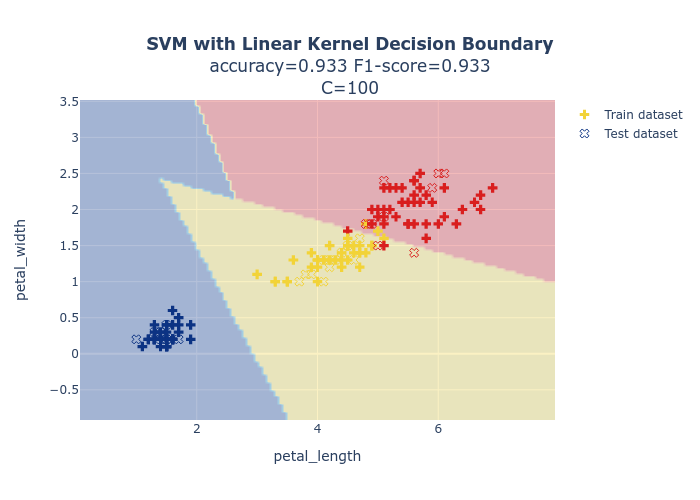 SVM with Linear Kernel Decision Boundary
accuracy=0.933 F1-score=0.933
C=100
3.5
3
2.5
2
1.5
1
0.5
0
−0.5
petal_width
2
4
6
petal_length
Train dataset
Test dataset